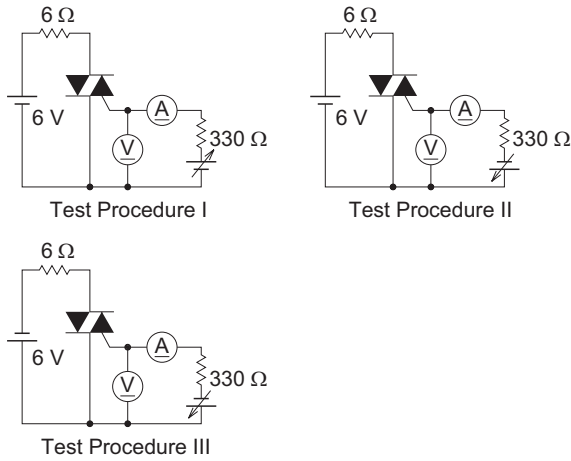 6 Ω
6 V
A
V
330 Ω
Test Procedure I
6 Ω
6 V
A
V
330 Ω
Test Procedure II
6 Ω
6 V
A
V
330 Ω
Test Procedure III